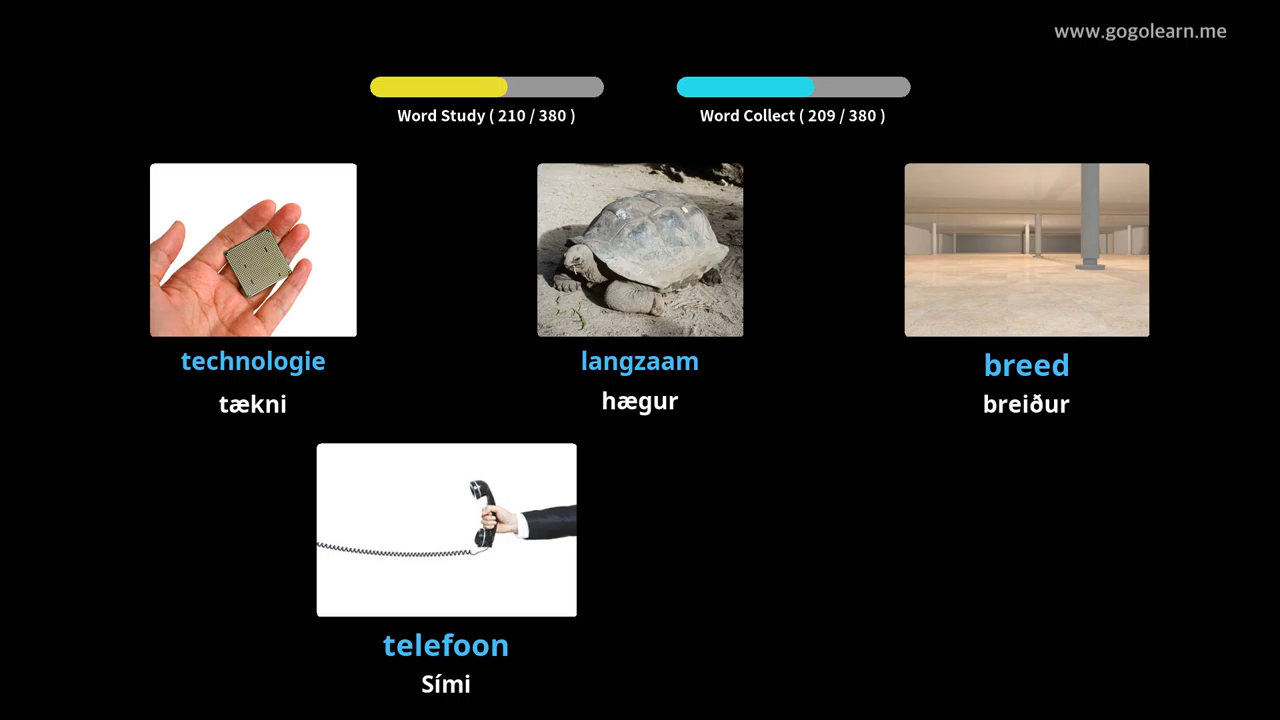 www.gogolearn.me
Word Study ( 210 / 380 )
Word Collect ( 209 / 380 )
technologie
tækni
langzaam
hægur
breed
breiður
telefoon
Sími